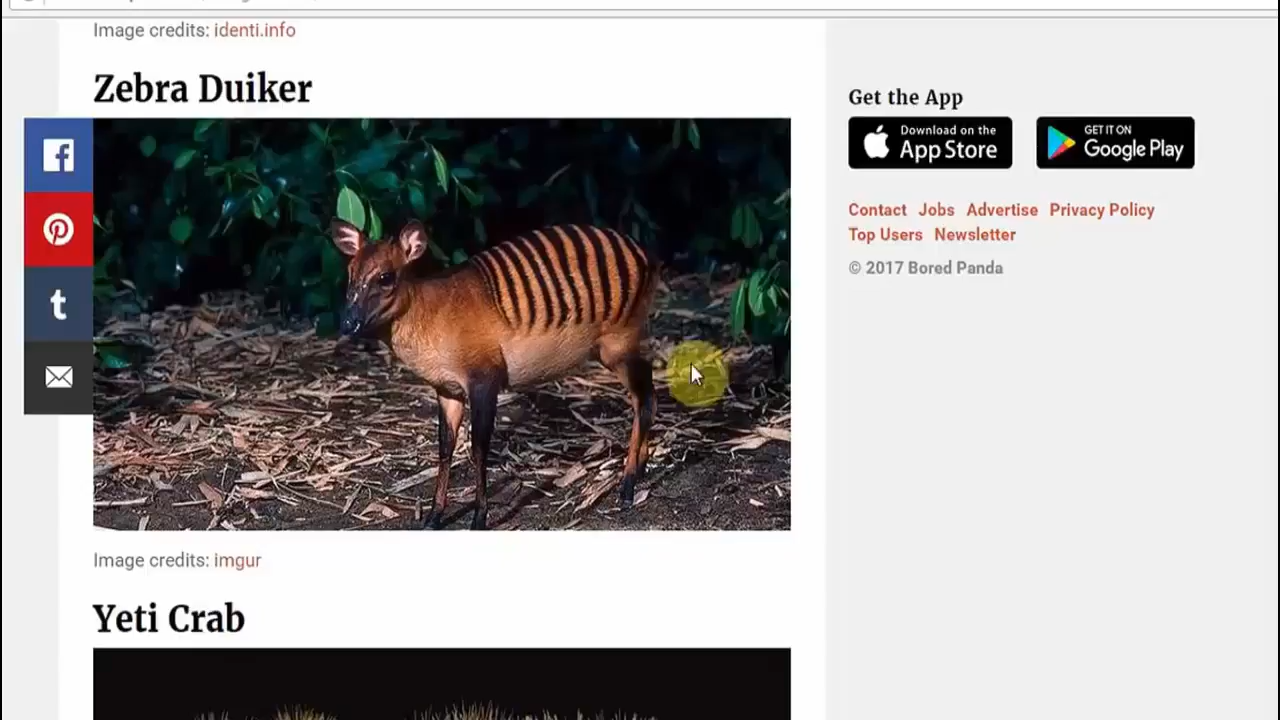 Image credits: identi.info
Zebra Duiker
Get the App
Download on the
App Store
GET IT ON
Google Play
Contact Jobs Advertise Privacy Policy
Top Users Newsletter
© 2017 Bored Panda
t
Image credits: imgur
Yeti Crab